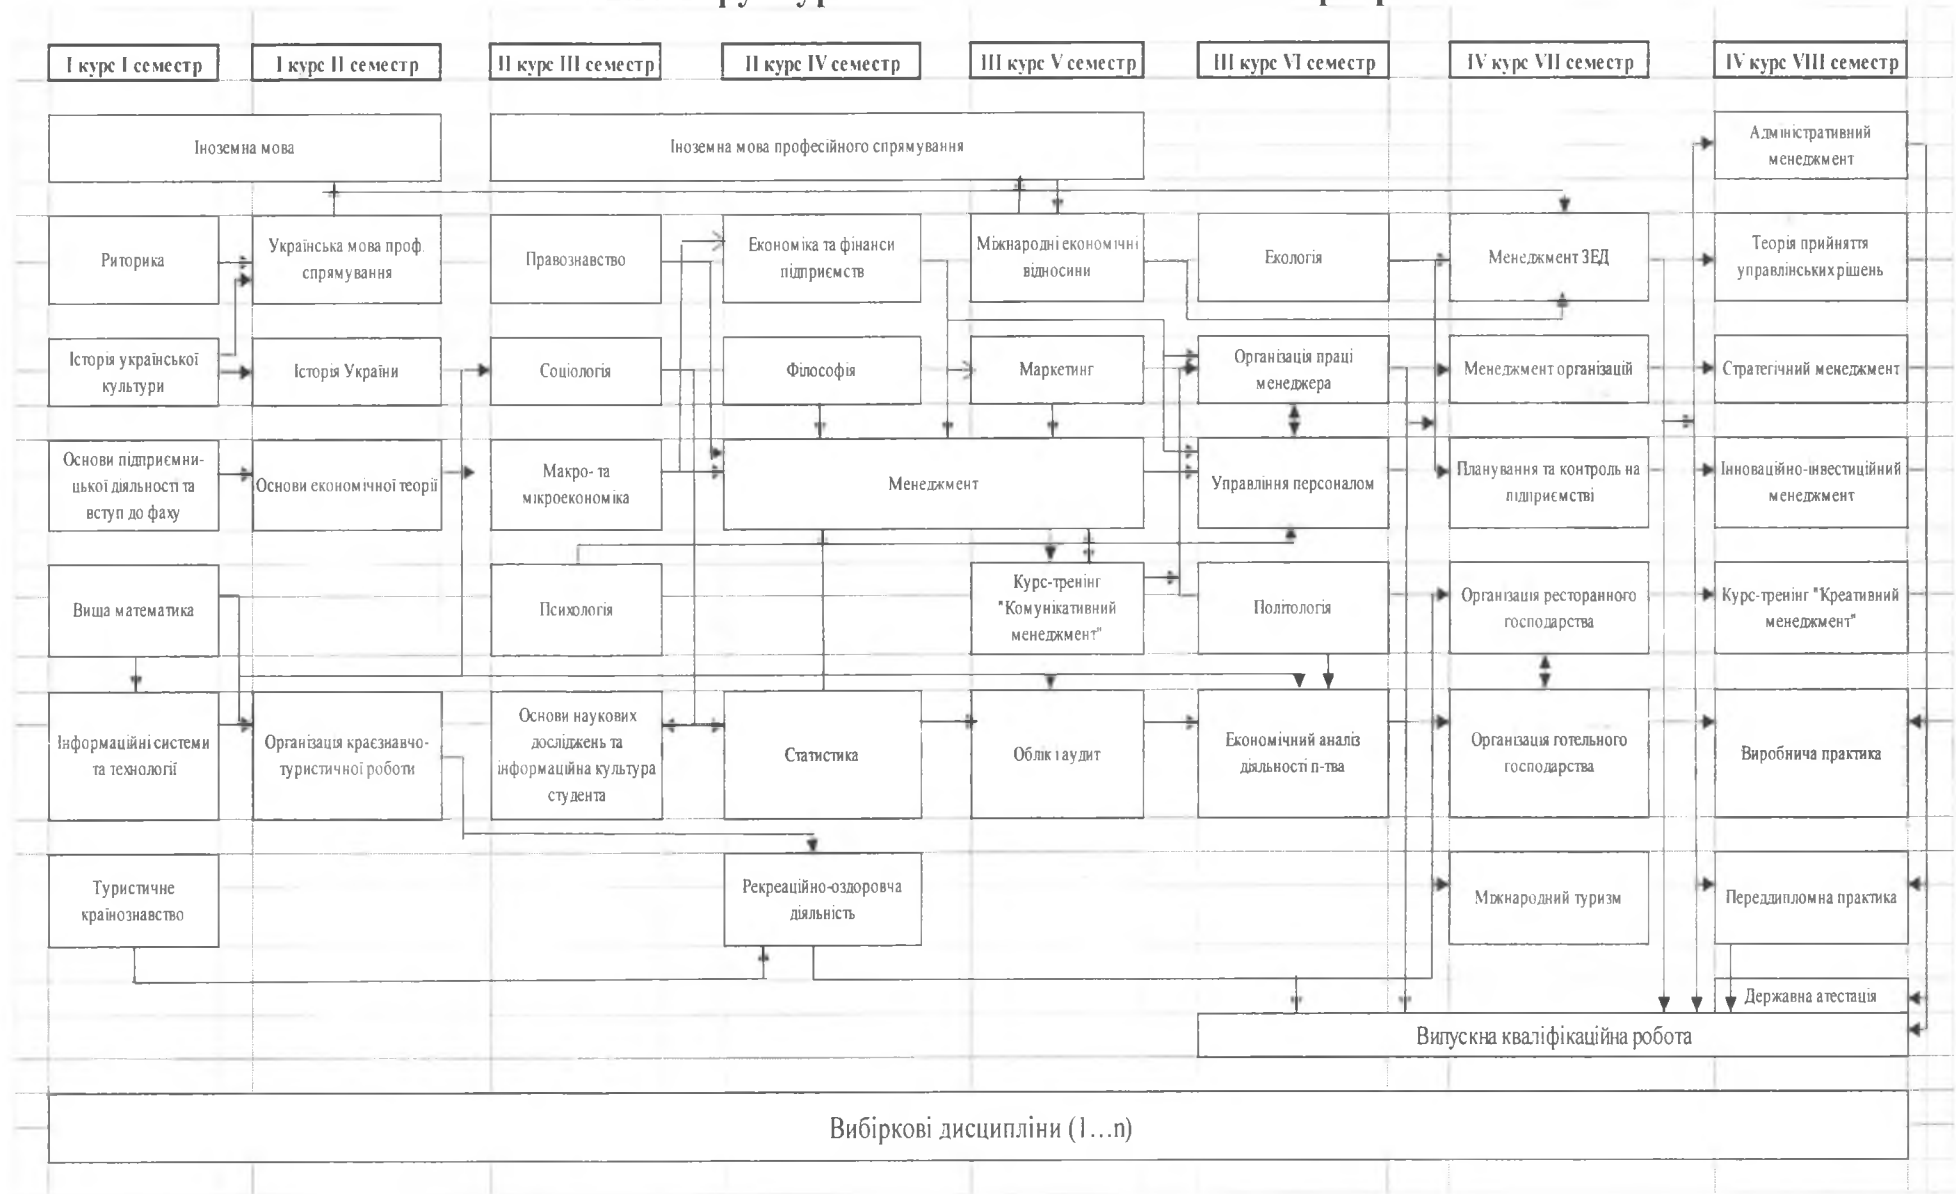 І курс І семестр
І курс ІІ семестр
ІІ курс ІІІ семестр
ІІ курс IV семестр
ІІІ курс V семестр
ІІІ курс VI семестр
IV курс VII семестр
IV курс VIII семестр
Іноземна мова
Іноземна мова професійного спрямування
Адміністративний
менеджмент
Риторика
Українська мова проф.
спрямування
Правознавство
Економіка та фінанси
підприємств
Міжнародні економічні
відносини
Екологія
Менеджмент ЗЕД
Теорія прийняття
управлінських рішень
Історія української
культури
Історія України
Соціологія
Філософія
Маркетинг
Організація праці
менеджера
Менеджмент організацій
Стратегічний менеджмент
Основи підприємни-
цької діяльності та
вступ до фаху
Основи економічної теорії
Макро- та
мікроекономіка
Менеджмент
Управління персоналом
Планування та контроль на
підприємстві
Інноваційно-інвестиційний
менеджмент
Вища математика
Психологія
Курс-тренінг
"Комунікативний
менеджмент"
Політологія
Організація ресторанного
господарства
Курс-тренінг "Креативний
менеджмент"
Інформаційні системи
та технології
Організація краєзнавчо-
туристичної роботи
Основи наукових
досліджень та
інформаційна культура
студента
Статистика
Облік і аудит
Економічний аналіз
діяльності п-тва
Організація готельного
господарства
Виробнича практика
Туристичне
країнознавство
Рекреаційно-оздоровча
діяльність
Міжнародний туризм
Переддипломна практика
Державна атестація
Випускна кваліфікаційна робота
Вибіркові дисципліни (1…n)